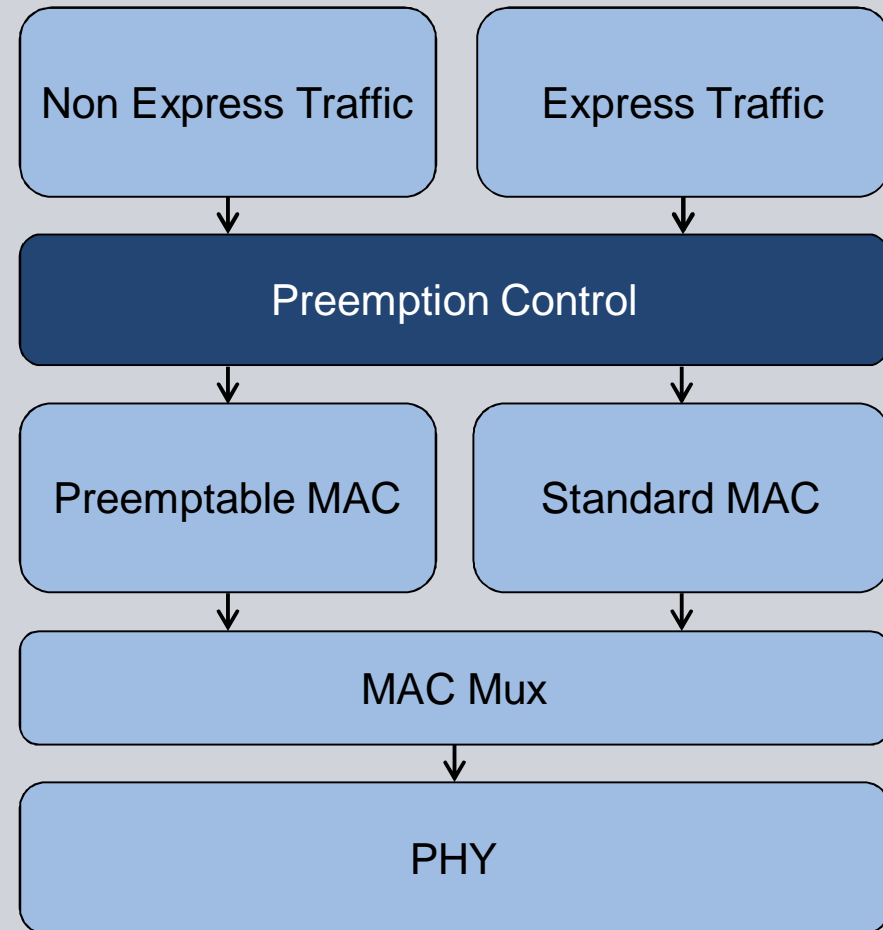 Non Express Traffic
Express Traffic
Preemption Control
Preemptable MAC
Standard MAC
MAC Mux
PHY